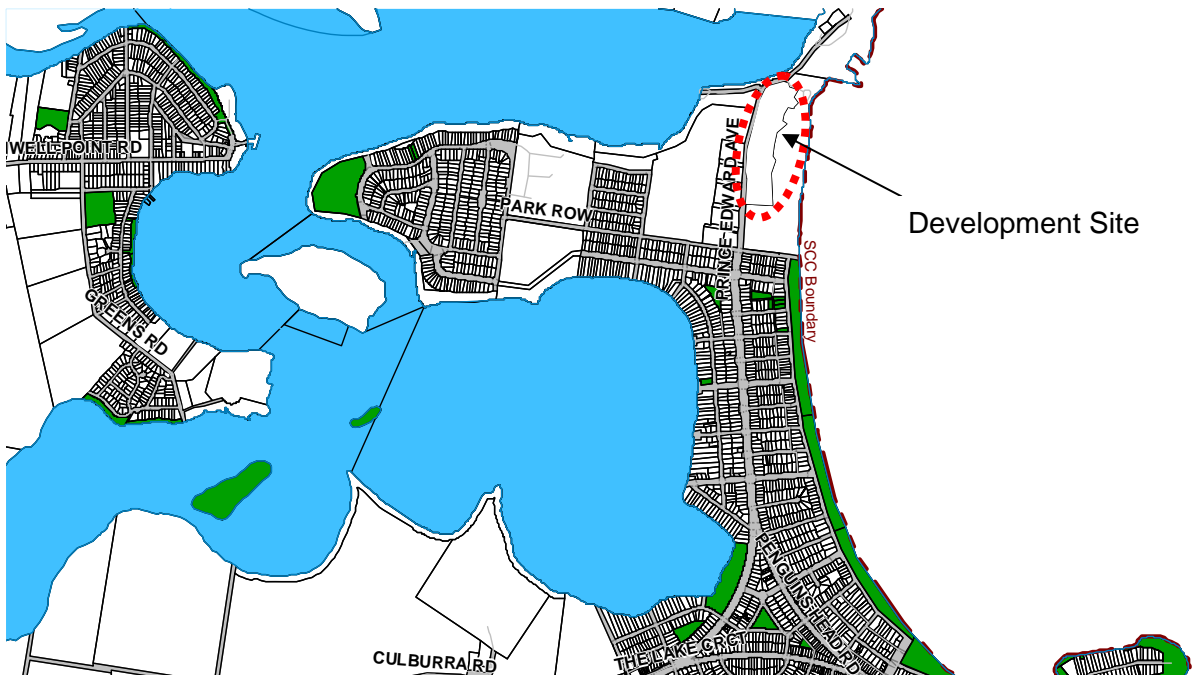 WELL POINT RD
PRINCE EDWARD AVE
PARK ROW
Development Site
SCC Boundary
GREENS RD
PENGUINS HEAD RD
THE LAKE CRCT
CULBURRA RD